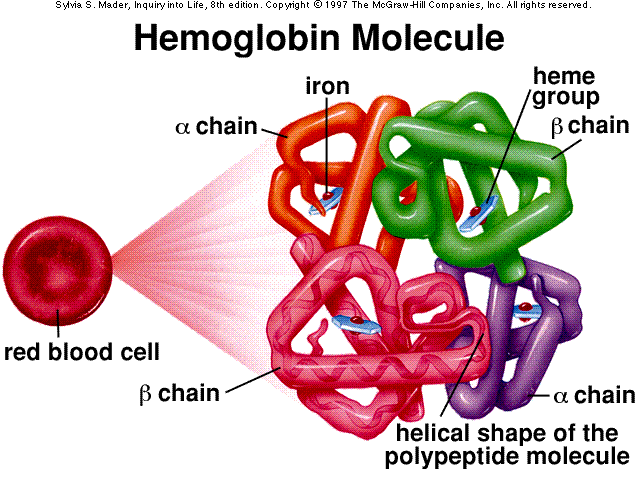 Sylvia S. Mader, Inquiry into Life, 8th edition. Copyright © 1997 The McGraw-Hill Companies, Inc. All rights reserved.
Hemoglobin Molecule
iron
heme
group
α chain
β chain
red blood cell
β chain
α chain
helical shape of the
polypeptide molecule